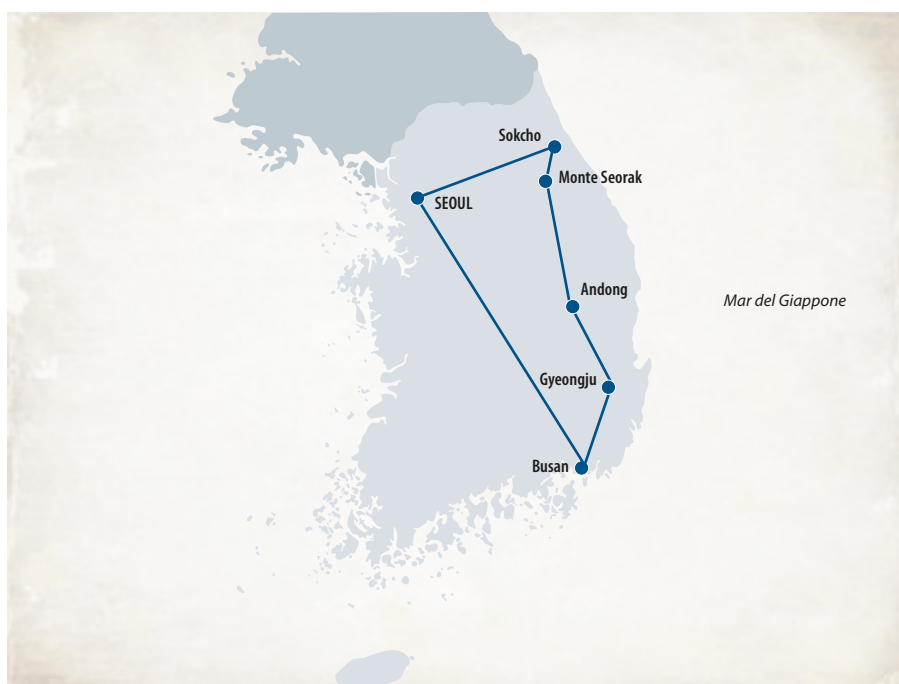 Sokcho
Monte Seorak
SEOUL
Andong
Mar del Giappone
Gyeongju
Busan